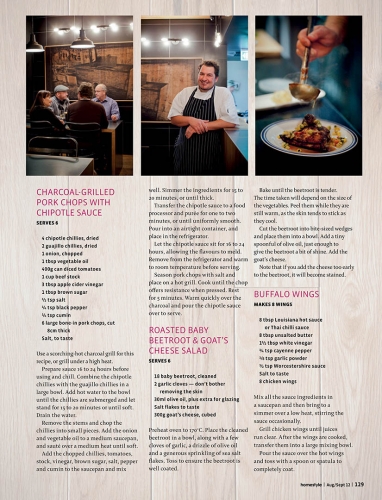 CHARCOAL-GRILLED
PORK CHOPS WITH
CHIPOTLE SAUCE
SERVES 6
4 chipotle chillies, dried
2 guajillo chillies, dried
1 onion, chopped
1 tbsp vegetable oil
400g can diced tomatoes
1 cup beef stock
3 tbsp apple cider vinegar
1 tbsp brown sugar
½ tsp salt
¼ tsp black pepper
¼ tsp cumin
6 large bone-in pork chops, cut
3cm thick
Salt, to taste
Use a scorching-hot charcoal grill for this
recipe, or grill under a high heat.
Prepare sauce 16 to 24 hours before
using and chill. Combine the chipotle
chillies with the guajillo chillies in a
large bowl. Add hot water to the bowl
until the chillies are submerged and let
stand for 15 to 20 minutes or until soft.
Drain the water.
Remove the stems and chop the
chillies into small pieces. Add the onion
and vegetable oil to a medium saucepan,
and sauté over a medium heat until soft.
Add the chopped chillies, tomatoes,
stock, vinegar, brown sugar, salt, pepper
and cumin to the saucepan and mix
well. Simmer the ingredients for 15 to
20 minutes, or until thick.
Transfer the chipotle sauce to a food
processor and purée for one to two
minutes, or until uniformly smooth.
Pour into an airtight container, and
place in the refrigerator.
Let the chipotle sauce sit for 16 to 24
hours, allowing the flavours to meld.
Remove from the refrigerator and warm
to room temperature before serving.
Season pork chops with salt and
place on a hot grill. Cook until the chop
offers resistance when pressed. Rest
for 5 minutes. Warm quickly over the
charcoal and pour the chipotle sauce
over to serve.
ROASTED BABY
BEETROOT & GOAT'S
CHEESE SALAD
SERVES 6
18 baby beetroot, cleaned
2 garlic cloves — don't bother
removing the skin
30ml olive oil, plus extra for glazing
Salt flakes to taste
300g goat's cheese, cubed
Preheat oven to 170°C. Place the cleaned
beetroot in a bowl, along with a few
cloves of garlic, a drizzle of olive oil
and a generous sprinkling of sea salt
flakes. Toss to ensure the beetroot is
well coated.
Bake until the beetroot is tender.
The time taken will depend on the size of
the vegetables. Peel them while they are
still warm, as the skin tends to stick as
they cool.
Cut the beetroot into bite-sized wedges
and place them into a bowl. Add a tiny
spoonful of olive oil, just enough to
give the beetroot a bit of shine. Add the
goat's cheese.
Note that if you add the cheese too early
to the beetroot, it will become stained.
BUFFALO WINGS
MAKES 8 WINGS
8 tbsp Louisiana hot sauce
or Thai chilli sauce
8 tbsp unsalted butter
1½ tbsp white vinegar
¼ tsp cayenne pepper
⅛ tsp garlic powder
¼ tsp Worcestershire sauce
Salt to taste
8 chicken wings
Mix all the sauce ingredients in
a saucepan and then bring to a
simmer over a low heat, stirring the
sauce occasionally.
Grill chicken wings until juices
run clear. After the wings are cooked,
transfer them into a large mixing bowl.
Pour the sauce over the hot wings
and toss with a spoon or spatula to
completely coat.
homestyle | Aug/Sept 13 | 129